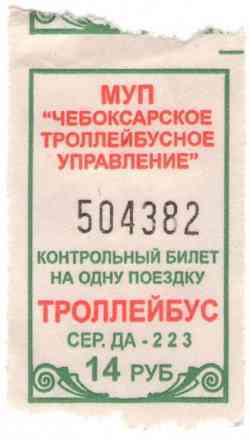 МУП
"ЧЕБОКСАРСКОЕ
ТРОЛЛЕЙБУСНОЕ
УПРАВЛЕНИЕ"
504382
КОНТРОЛЬНЫЙ БИЛЕТ
НА ОДНУ ПОЕЗДКУ
ТРОЛЛЕЙБУС
СЕР. ДА - 223
14 РУБ